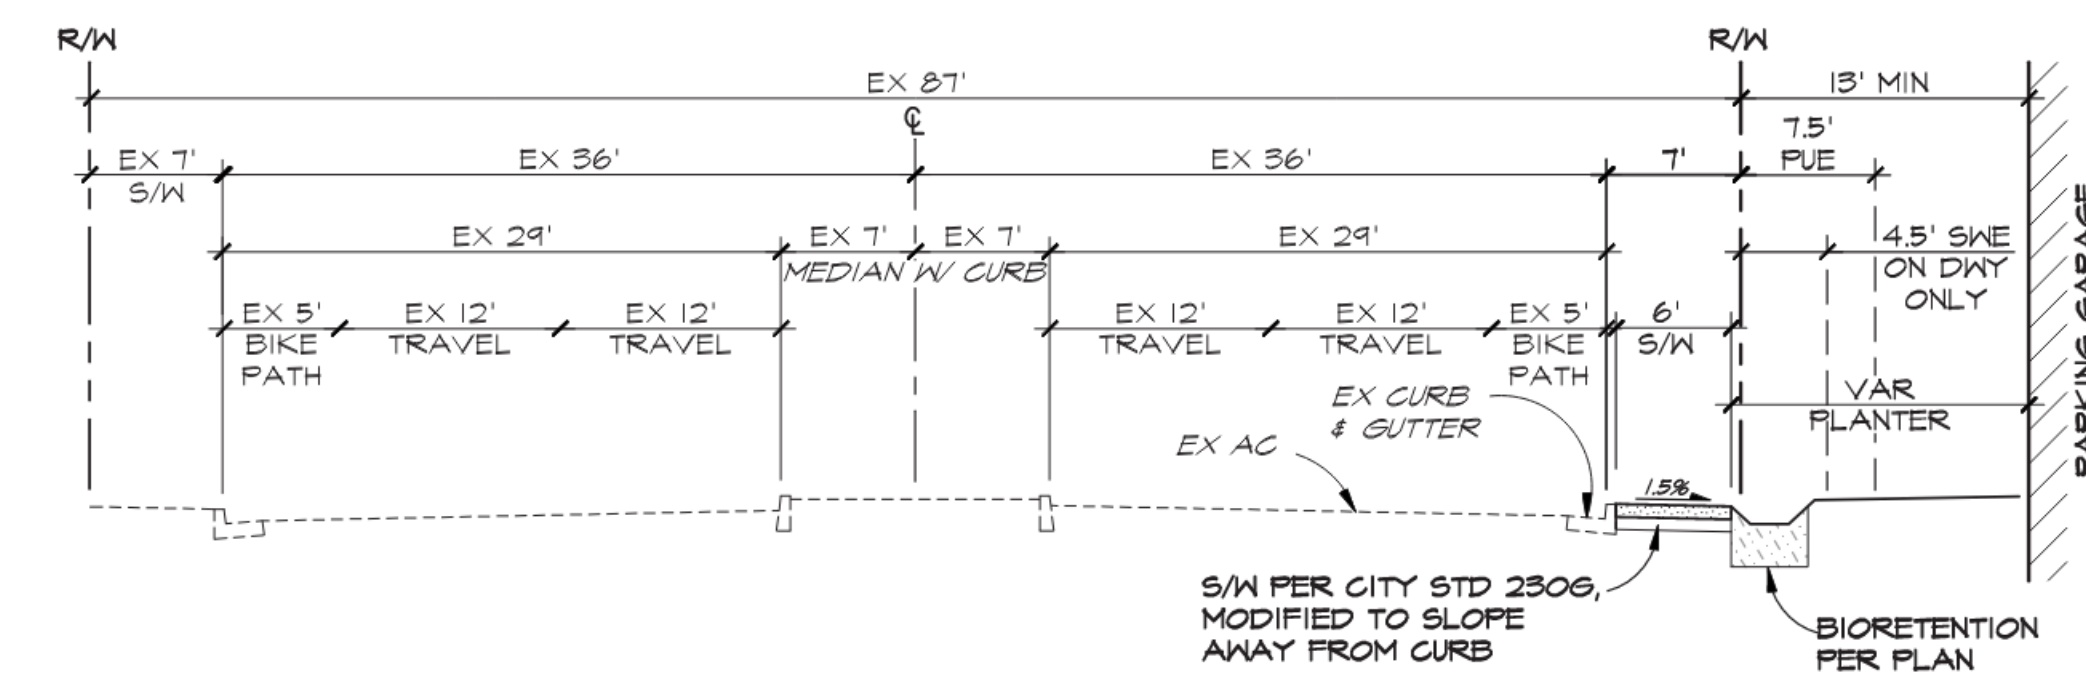 R/W R/W
EX 87' 13' MIN
℄
7.5'
EX 7' EX 36' EX 36' 7' PUE
S/W
EX 29' EX 7' EX 7' EX 29' 4.5' SWE
MEDIAN W/ CURB ON DWY
ONLY
EX 5' EX 12' EX 12' EX 12' EX 12' EX 5' 6'
BIKE TRAVEL TRAVEL TRAVEL TRAVEL BIKE S/W
PATH PATH
EX CURB
& GUTTER
VAR
PLANTER
PARKING GARAGE
EX AC
1.5%
S/W PER CITY STD 230G,
MODIFIED TO SLOPE
AWAY FROM CURB
BIORETENTION
PER PLAN